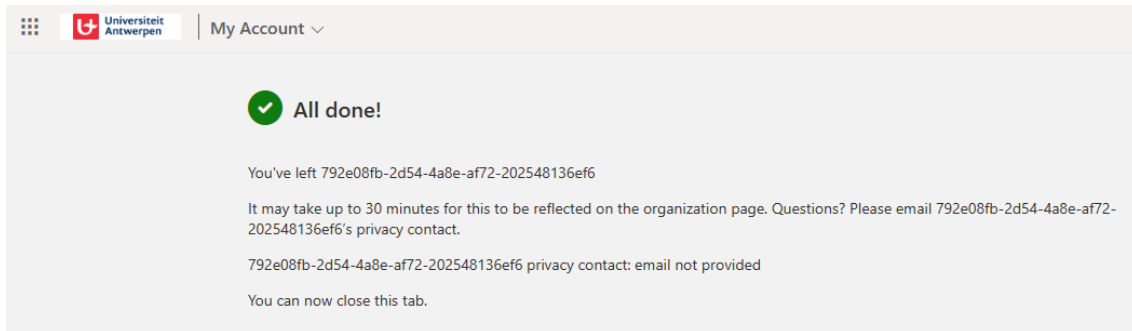 Universiteit
Antwerpen
My Account
All done!
You've left 792e08fb-2d54-4a8e-af72-202548136ef6
It may take up to 30 minutes for this to be reflected on the organization page. Questions? Please email 792e08fb-2d54-4a8e-af72-
202548136ef6's privacy contact.
792e08fb-2d54-4a8e-af72-202548136ef6 privacy contact: email not provided
You can now close this tab.